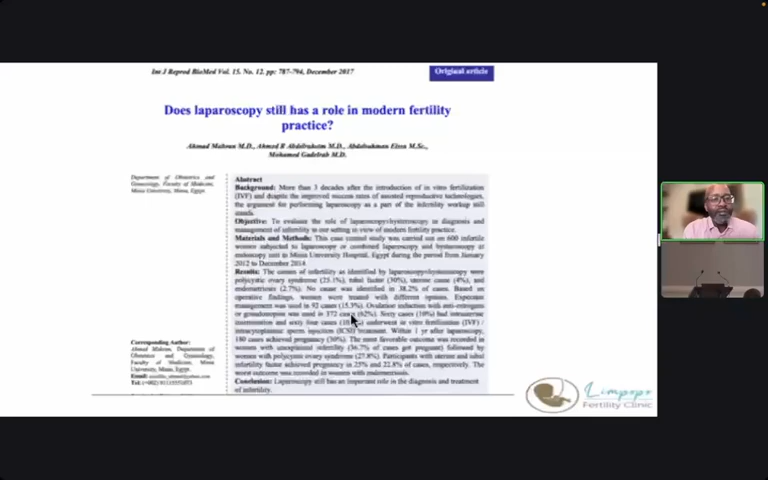 Int J Reprod BioMed Vol. 15. No. 12. pp: 787-794, December 2017
Original article
Does laparoscopy still has a role in modern fertility
practice?
Ahmad Mahran M.D., Ahmed R Abdelraheim M.D., Abdelrahman Eissa M.Sc.,
Mohamed Gadelrab M.D.
Department of Obstetrics and
Gynecology, Faculty of Medicine,
Minia University, Minia, Egypt.
Abstract
Background: More than 3 decades after the introduction of in vitro fertilization
(IVF) and despite the improved success rates of assisted reproductive technologies,
the argument for performing laparoscopy as a part of the infertility workup still
stands.
Objective: To evaluate the role of laparoscopy±hysteroscopy in diagnosis and
management of infertility in our setting in view of modern fertility practice.
Materials and Methods: This case control study was carried out on 600 infertile
women subjected to laparoscopy or combined laparoscopy and hysteroscopy at
endoscopy unit in Minia University Hospital, Egypt during the period from January
2012 to December 2014.
Results: The causes of infertility as identified by laparoscopy±hysteroscopy were
polycystic ovary syndrome (25.1%), tubal factor (30%), uterine cause (4%), and
endometriosis (2.7%). No cause was identified in 38.2% of cases. Based on
operative findings, women were treated with different options. Expectant
management was used in 92 cases (15.3%). Ovulation induction with anti-estrogens
or gonadotropins was used in 372 cases (62%). Sixty cases (10%) had intrauterine
insemination and sixty four cases underwent in vitro fertilization (IVF) /
intracytoplasmic sperm injection (ICSI) treatment. Within 1 yr after laparoscopy,
180 cases achieved pregnancy (30%). The most favorable outcome was recorded in
women with unexplained infertility (36.7% of cases got pregnant) followed by
women with polycystic ovary syndrome (27.8%). Participants with uterine and tubal
infertility factor achieved pregnancy in 25% and 22.8% of cases, respectively. The
worst outcome was recorded in women with endometriosis.
Conclusion: Laparoscopy still has an important role in the diagnosis and treatment
of infertility.
Corresponding Author:
Ahmad Mahran, Department of
Obstetrics and Gynecology,
Faculty of Medicine, Minia
University, Minia, Egypt.
Email:
Limpopo
Fertility Clinic